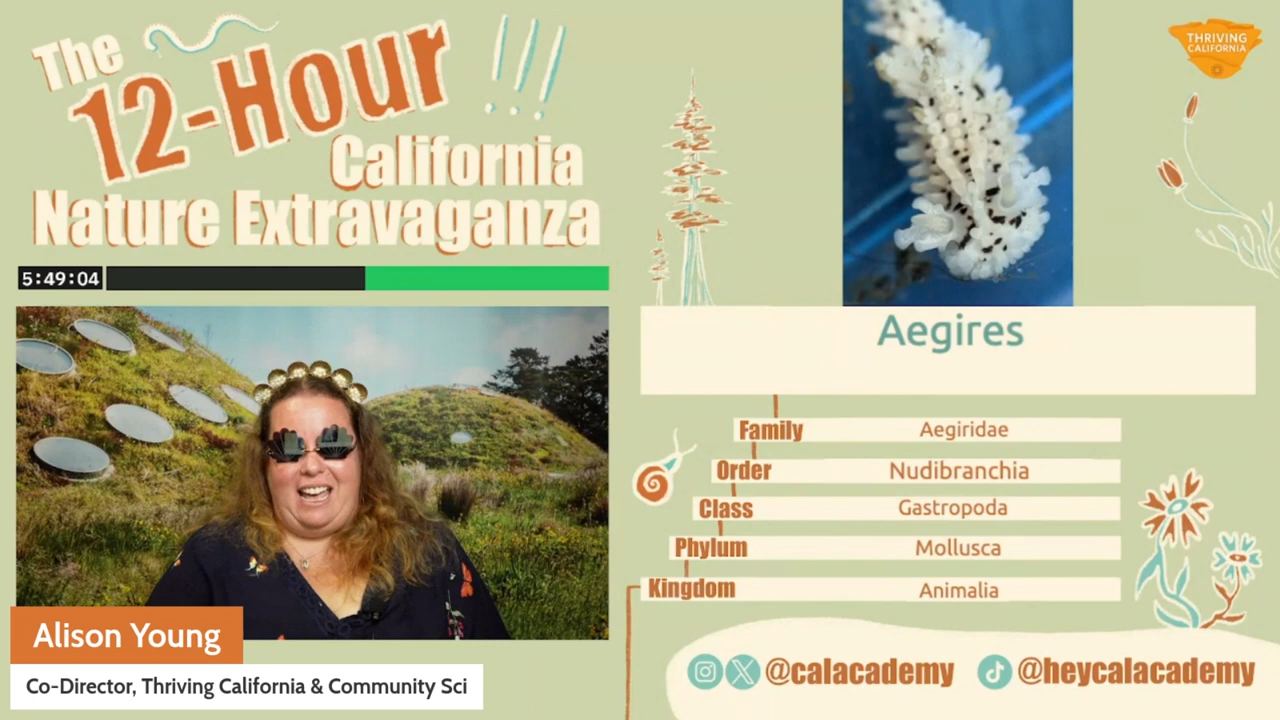 The
12-Hour !!!
California
Nature Extravaganza
5:49:04
Alison Young
Co-Director, Thriving California & Community Sci
THRIVING
CALIFORNIA
Aegires
Family Aegiridae
Order Nudibranchia
Class Gastropoda
Phylum Mollusca
Kingdom Animalia
@calacademy @heycalacademy